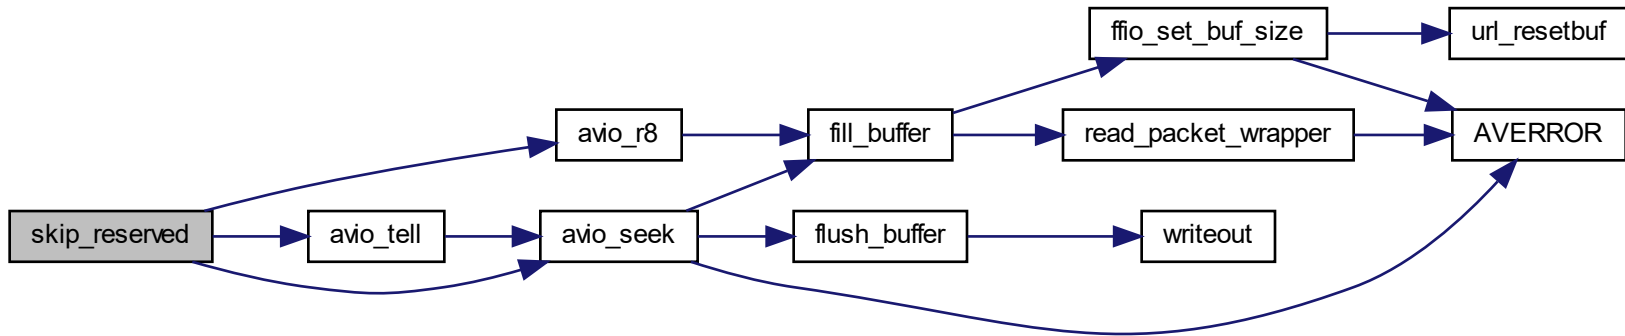 ffio_set_buf_size
url_resetbuf
avio_r8
fill_buffer
read_packet_wrapper
AVERROR
skip_reserved
avio_tell
avio_seek
flush_buffer
writeout